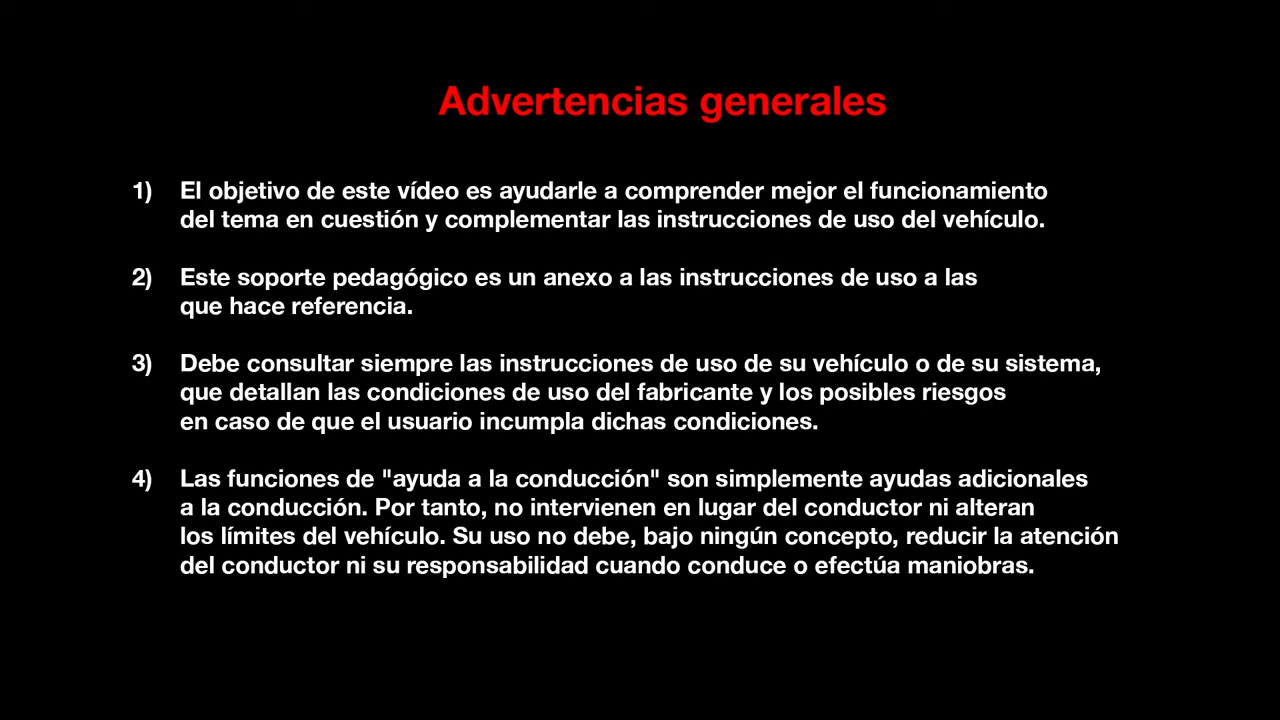 Advertencias generales
1) El objetivo de este vídeo es ayudarle a comprender mejor el funcionamiento
del tema en cuestión y complementar las instrucciones de uso del vehículo.
2) Este soporte pedagógico es un anexo a las instrucciones de uso a las
que hace referencia.
3) Debe consultar siempre las instrucciones de uso de su vehículo o de su sistema,
que detallan las condiciones de uso del fabricante y los posibles riesgos
en caso de que el usuario incumpla dichas condiciones.
4) Las funciones de "ayuda a la conducción" son simplemente ayudas adicionales
a la conducción. Por tanto, no intervienen en lugar del conductor ni alteran
los límites del vehículo. Su uso no debe, bajo ningún concepto, reducir la atención
del conductor ni su responsabilidad cuando conduce o efectúa maniobras.